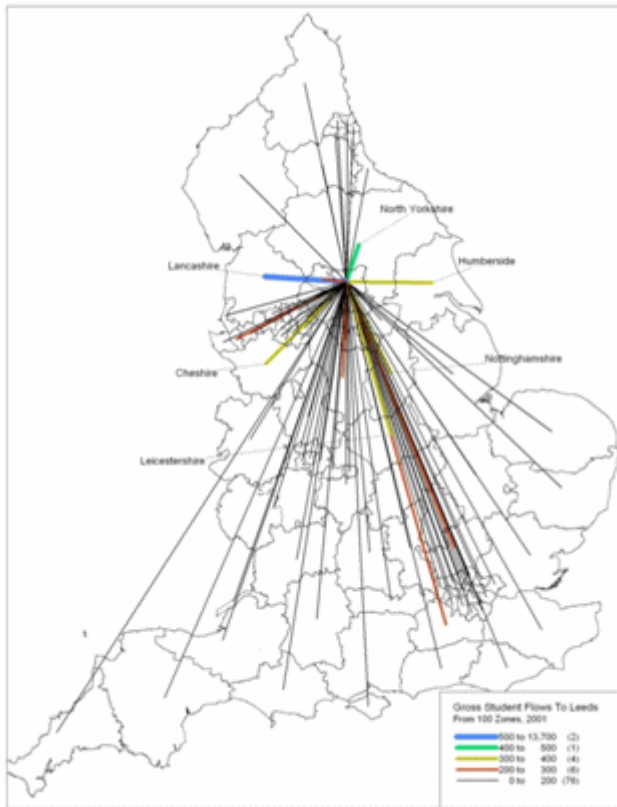 North Yorkshire
Lancashire
Humberside
Cheshire
Nottinghamshire
Leicestershire
Gross Student Flows To Leeds
From 100 Zones, 2001
500 to 13,700 (2)
400 to 500 (1)
300 to 400 (4)
200 to 300 (6)
0 to 200 (76)